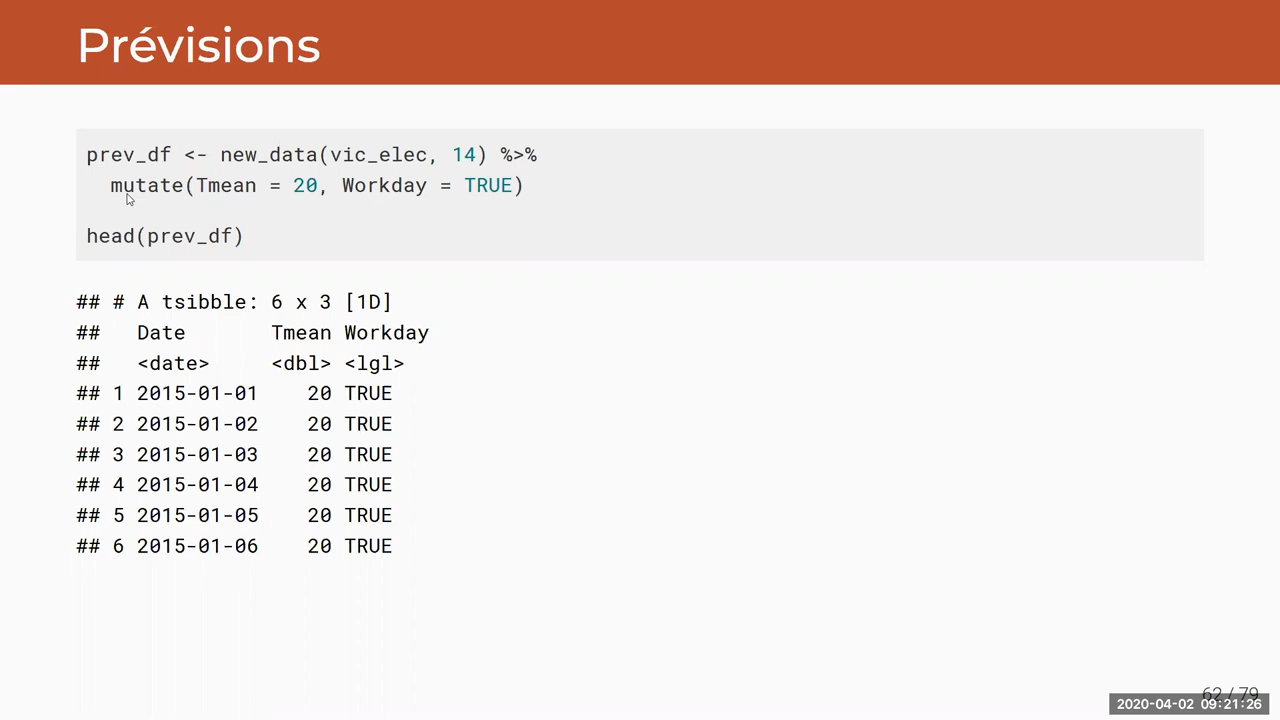 Prévisions
prev_df <- new_data(vic_elec, 14) %>%
  mutate(Tmean = 20, Workday = TRUE)
head(prev_df)
## # A tsibble: 6 x 3 [1D]
##   Date       Tmean Workday
##   <date>     <dbl> <lgl>
## 1 2015-01-01    20 TRUE
## 2 2015-01-02    20 TRUE
## 3 2015-01-03    20 TRUE
## 4 2015-01-04    20 TRUE
## 5 2015-01-05    20 TRUE
## 6 2015-01-06    20 TRUE
62 / 79
2020-04-02 09:21:26